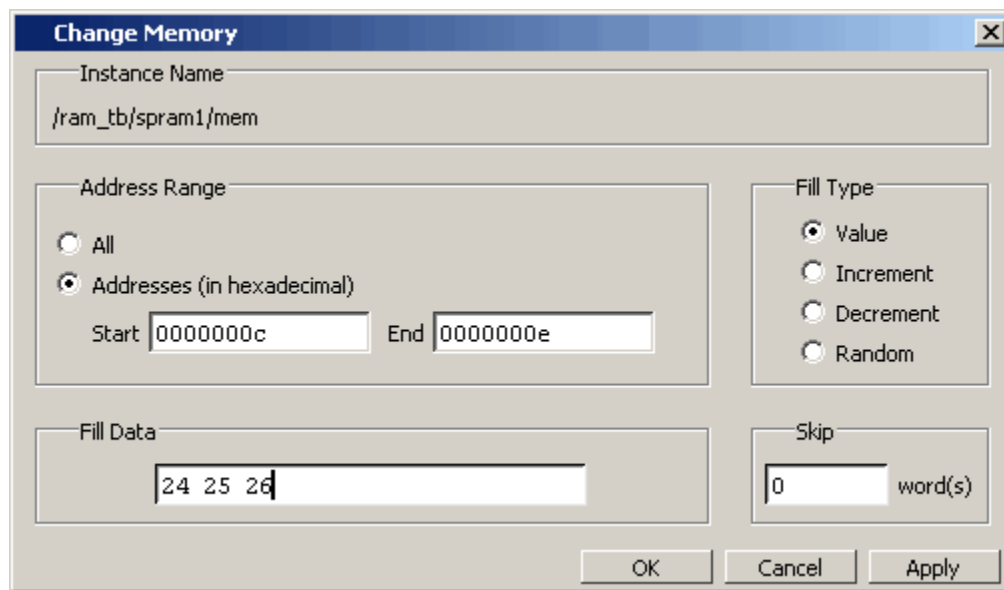 Change Memory
Instance Name
/ram_tb/spram1/mem
Address Range
All
Addresses (in hexadecimal)
Start 0000000c End 0000000e
Fill Type
Value
Increment
Decrement
Random
Fill Data
24 25 26
Skip
0 word(s)
OK Cancel Apply